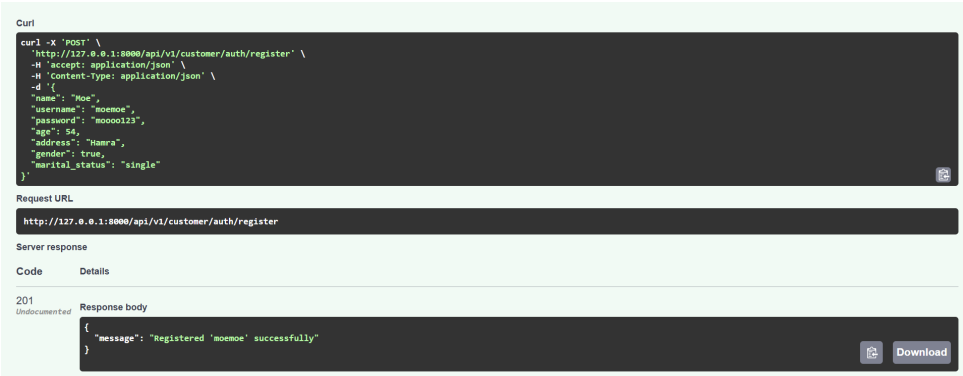 Curl
curl -X 'POST' \
'http://127.0.0.1:8000/api/v1/customer/auth/register' \
-H 'accept: application/json' \
-H 'Content-Type: application/json' \
-d '{
"name": "Moe",
"username": "moemoe",
"password": "moooo123",
"age": 54,
"address": "Hamra",
"gender": true,
"marital_status": "single"
}'
Request URL
http://127.0.0.1:8000/api/v1/customer/auth/register
Server response
Code Details
201
Undocumented
Response body
{
"message": "Registered 'moemoe' successfully"
}
Download